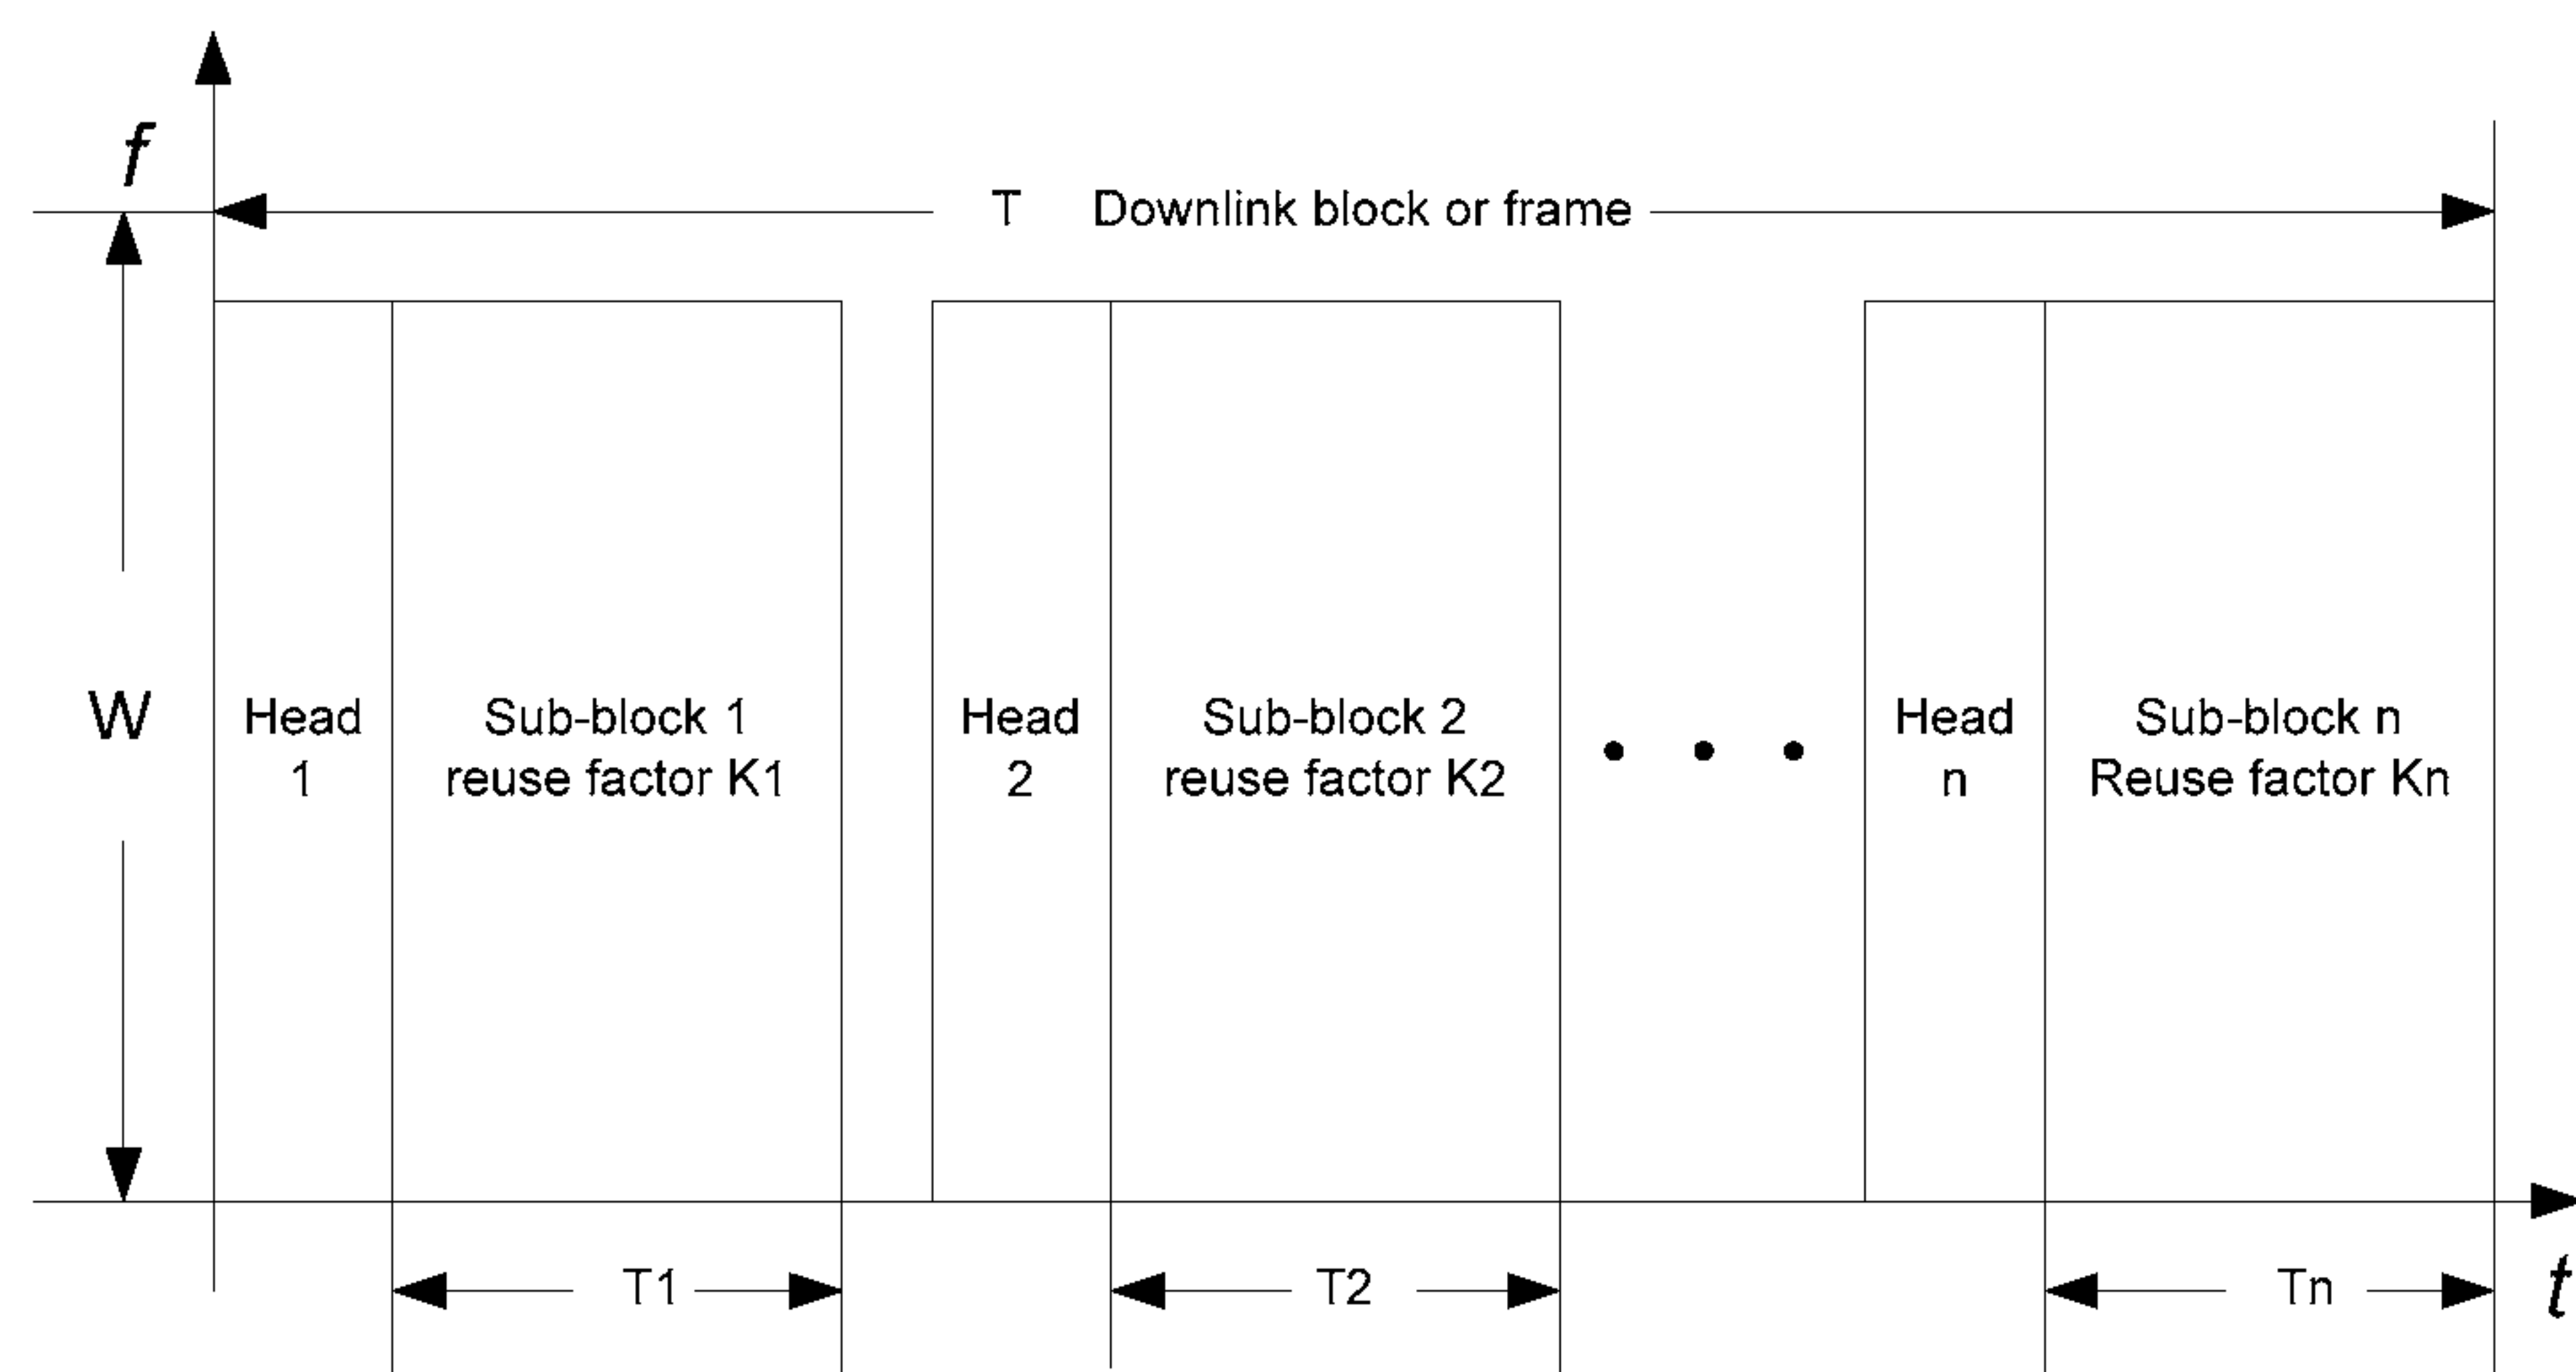 f
T Downlink block or frame
W
Head
1
Sub-block 1
reuse factor K1
Head
2
Sub-block 2
reuse factor K2
Head
n
Sub-block n
Reuse factor Kn
T1
T2
Tn
t